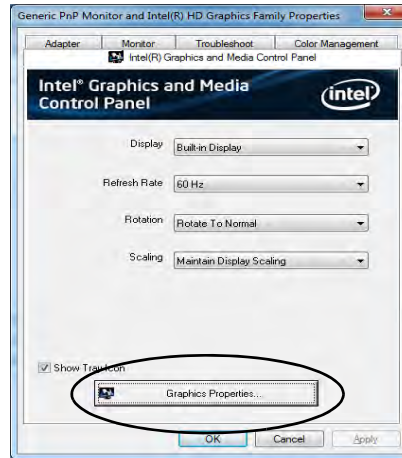 Generic PnP Monitor and Intel(R) HD Graphics Family Properties
Adapter Monitor Troubleshoot Color Management
Intel(R) Graphics and Media Control Panel
Intel® Graphics and Media
Control Panel
intel
Display Built-in Display
Refresh Rate 60 Hz
Rotation Rotate To Normal
Scaling Maintain Display Scaling
Show Tray Icon
Graphics Properties...
OK Cancel Apply